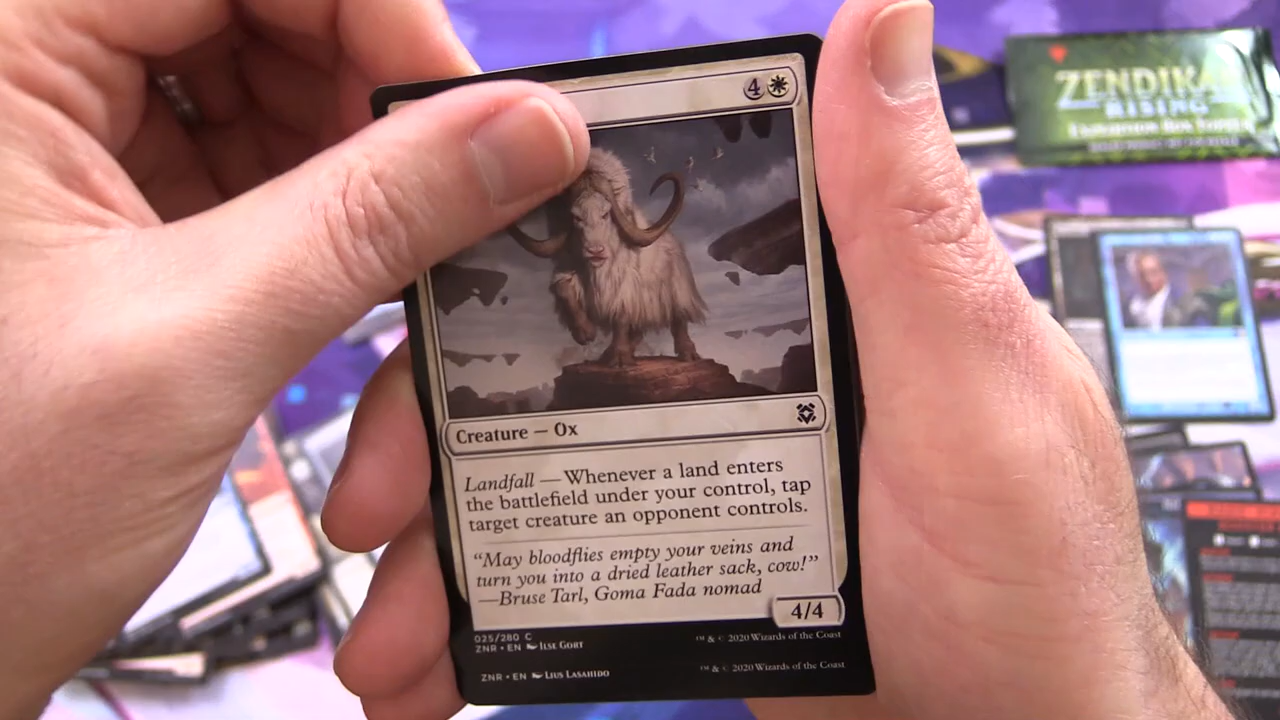 4
ZENDIKA
RISING
Creature — Ox
Landfall — Whenever a land enters
the battlefield under your control, tap
target creature an opponent controls.
“May bloodflies empty your veins and
turn you into a dried leather sack, cow!”
—Bruse Tarl, Goma Fada nomad
4/4
025/280 C
ZNR • EN ILSE GORT
™ & © 2020 Wizards of the Coast
ZNR • EN LIUS LASAHIDO
™ & © 2020 Wizards of the Coast